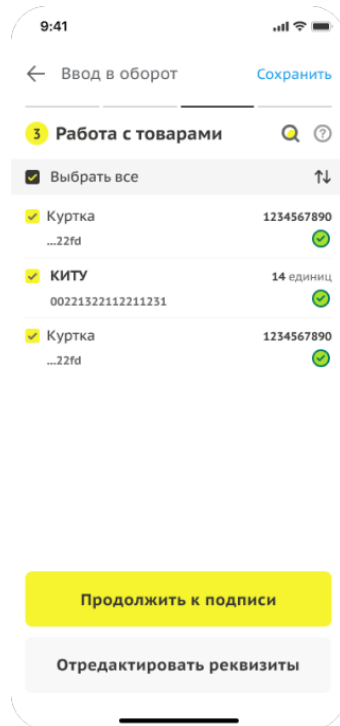 9:41
Ввод в оборот Сохранить
3 Работа с товарами ?
Выбрать все
Куртка 1234567890
...22fd
КИТУ 14 единиц
00221322112211231
Куртка 1234567890
...22fd
Продолжить к подписи
Отредактировать реквизиты